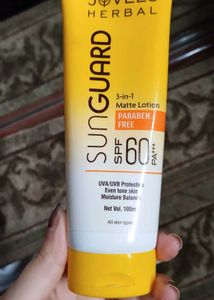 JOVEES
HERBAL
SUNGUARD
3-in-1
Matte Lotion
PARABEN
FREE
SPF 60 PA+++
UVA/UVB Protection
Even tone skin
Moisture Balance
Net Vol. 100ml
All skin types